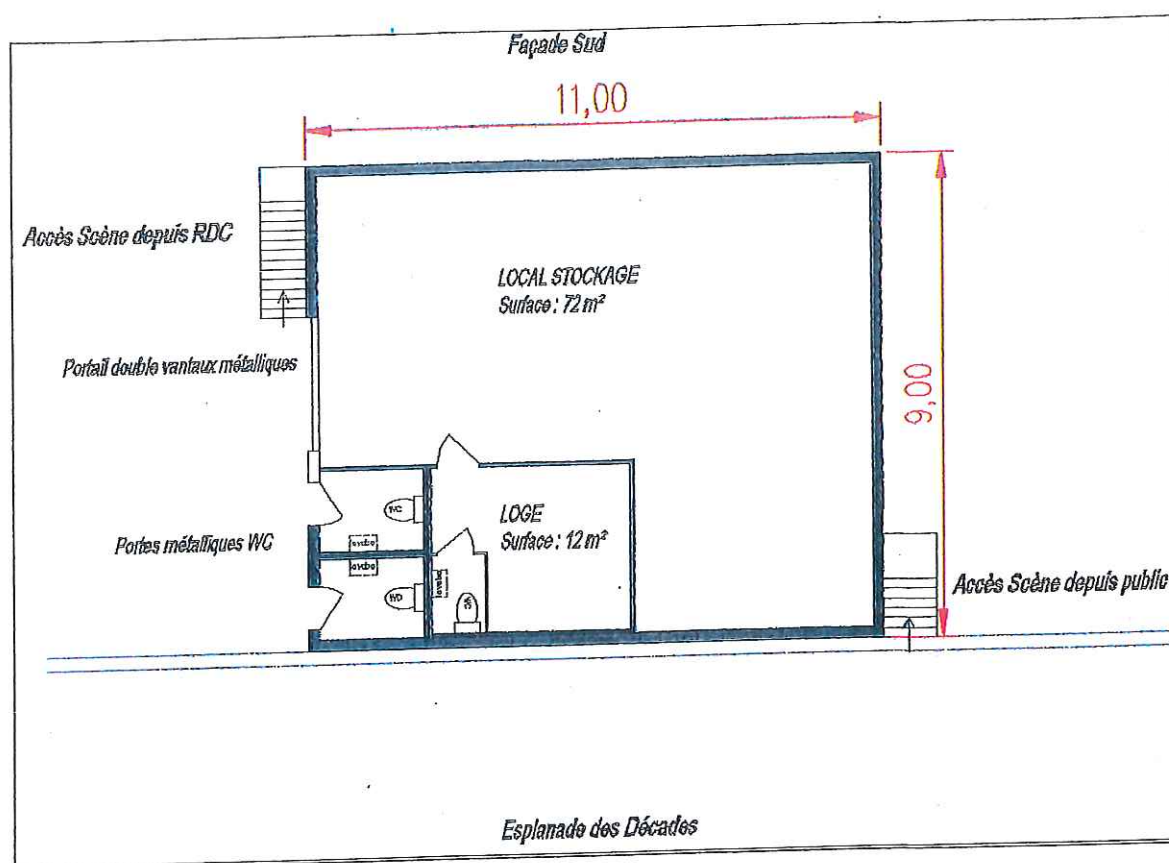 Façade Sud
11,00
Accès Scène depuis RDC
LOCAL STOCKAGE
Surface : 72 m²
Portail double vantaux métalliques
9,00
WC
LOGE
Surface : 12 m²
Portes métalliques WC
lavabo
lavabo
lavabo
Accès Scène depuis public
Esplanade des Décades